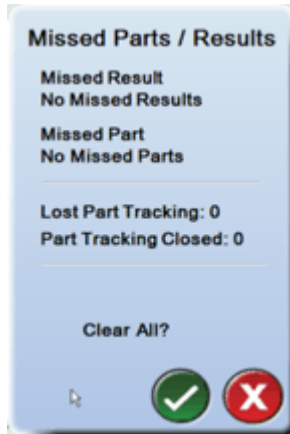 Missed Parts / Results
Missed Result
No Missed Results
Missed Part
No Missed Parts
Lost Part Tracking: 0
Part Tracking Closed: 0
Clear All?